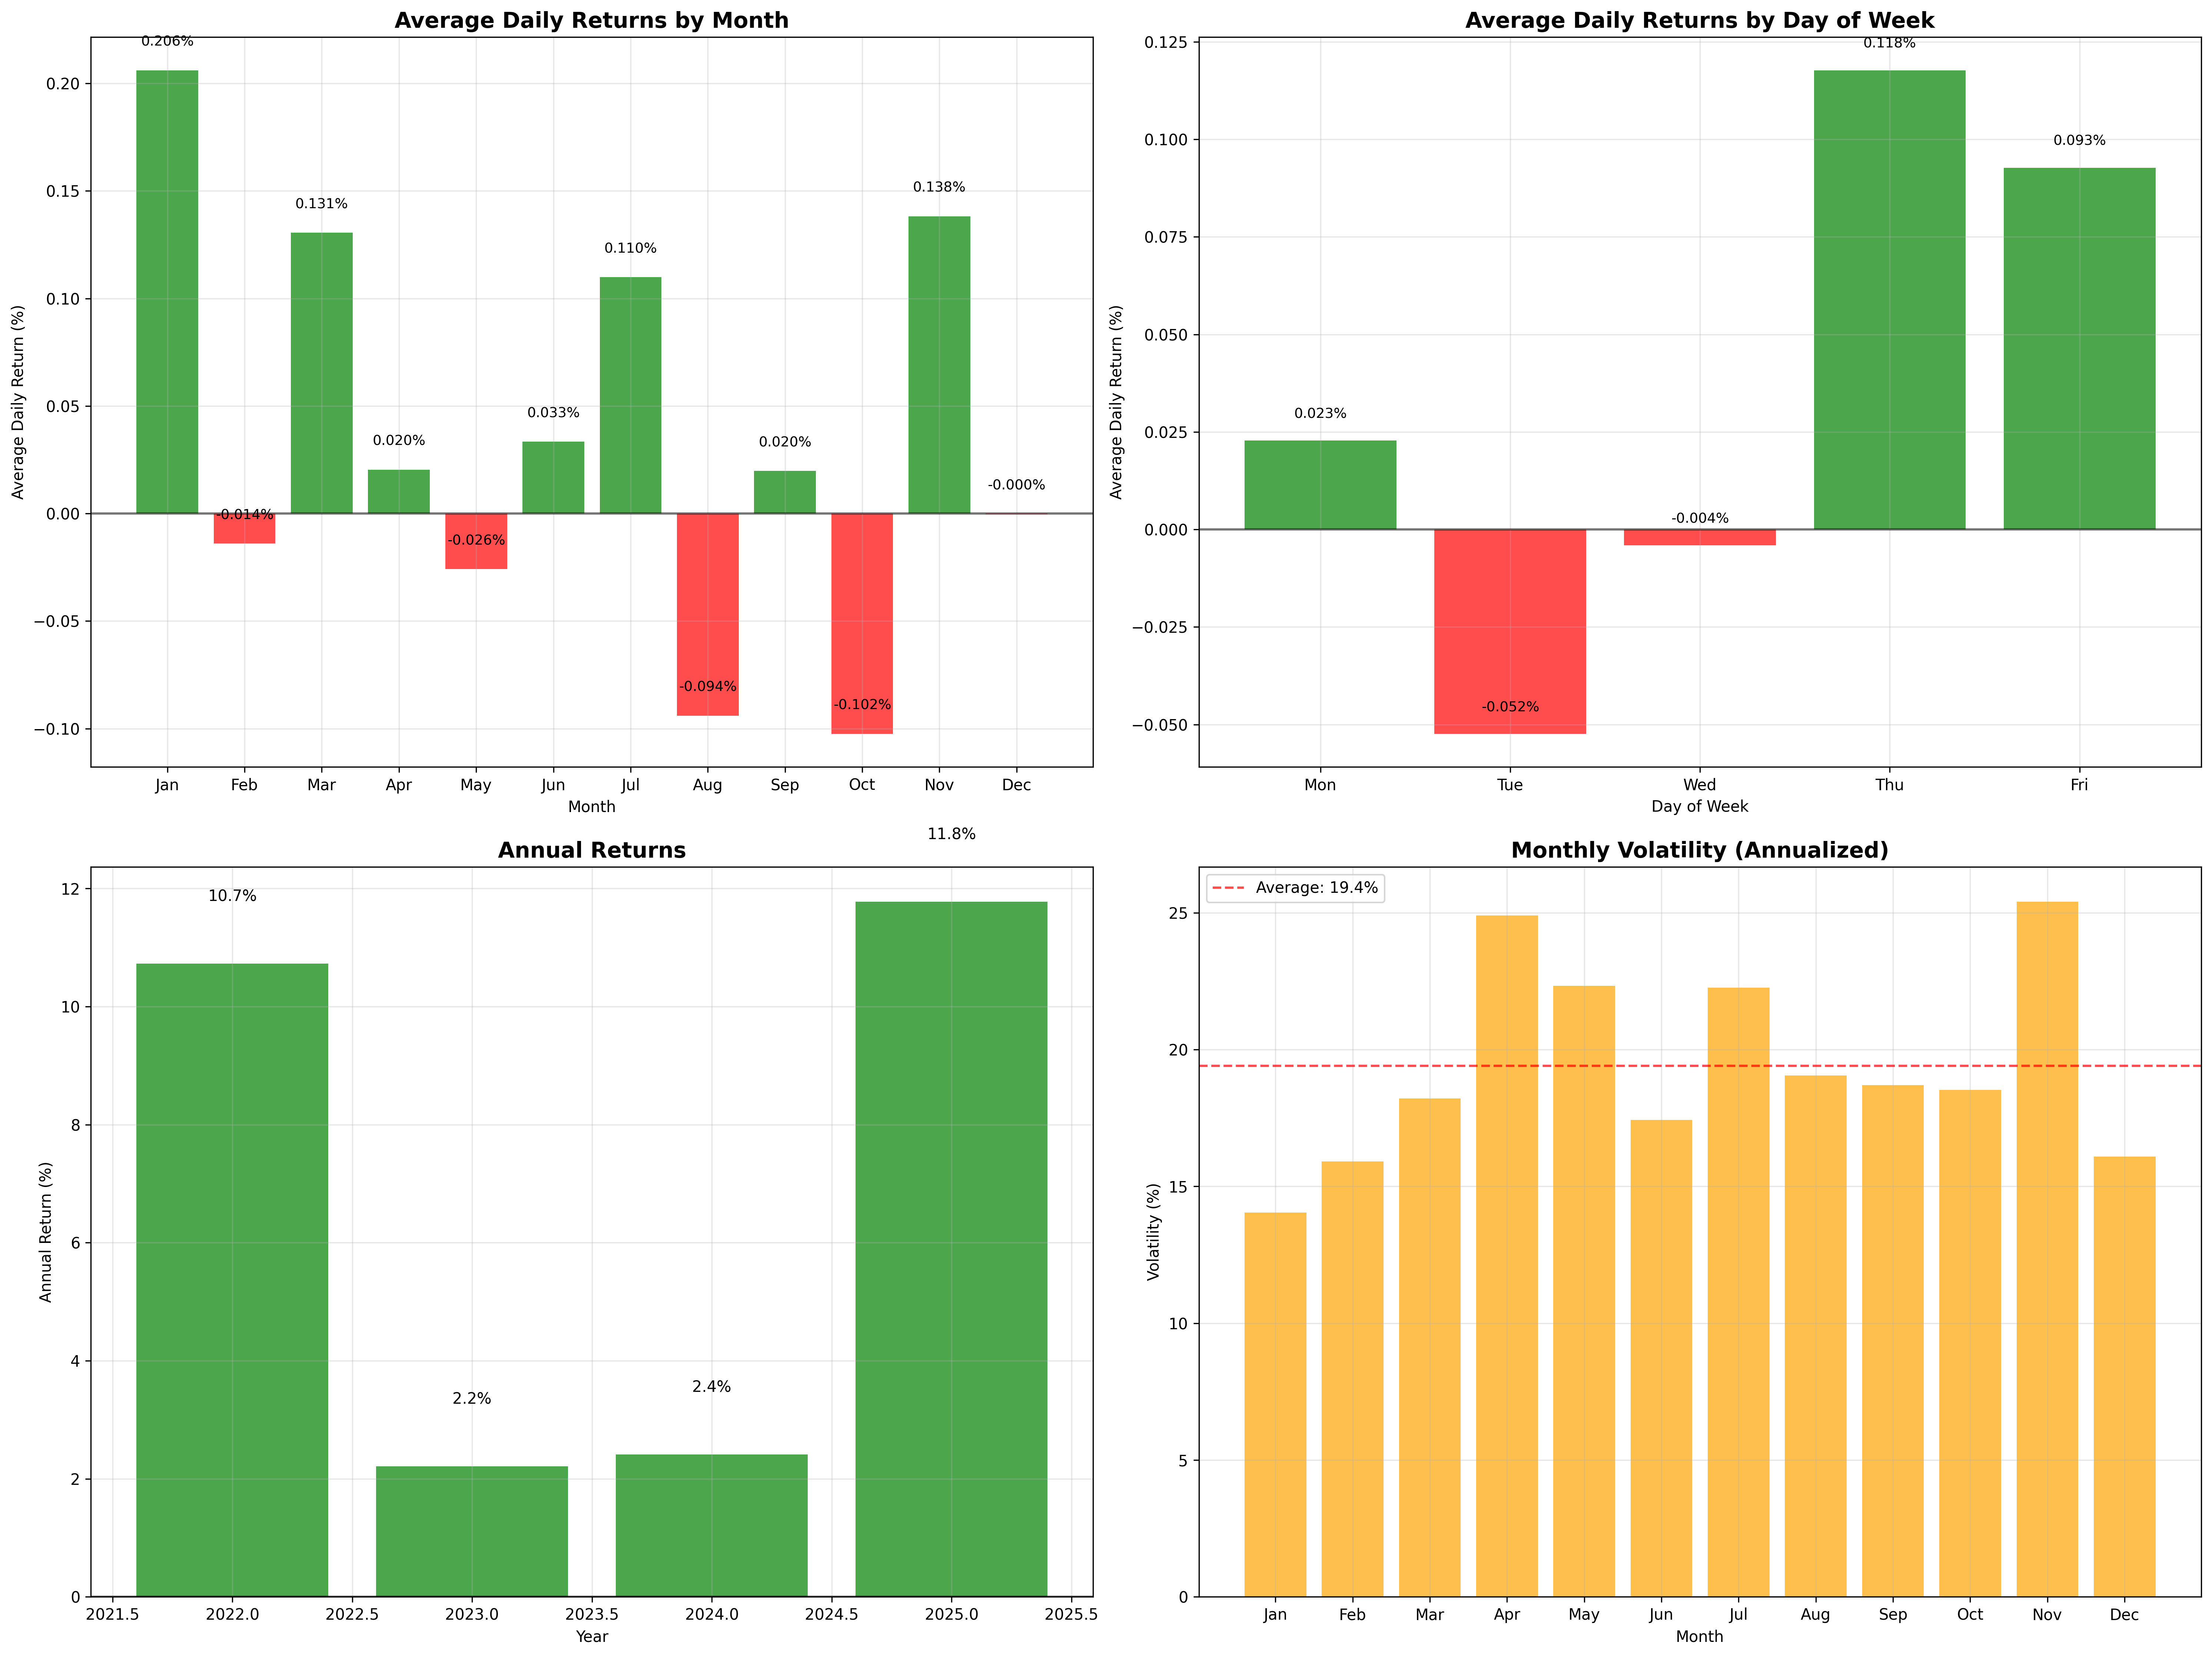 Average Daily Returns by Month
0.206%
-0.014%
0.131%
0.020%
-0.026%
0.033%
0.110%
-0.094%
0.020%
-0.102%
0.138%
-0.000%
0.20
0.15
0.10
0.05
0.00
−0.05
−0.10
Average Daily Return (%)
Jan Feb Mar Apr May Jun Jul Aug Sep Oct Nov Dec
Month
Average Daily Returns by Day of Week
0.023%
-0.052%
-0.004%
0.118%
0.093%
0.125
0.100
0.075
0.050
0.025
0.000
−0.025
−0.050
Average Daily Return (%)
Mon Tue Wed Thu Fri
Day of Week
Annual Returns
10.7%
2.2%
2.4%
11.8%
12
10
8
6
4
2
0
Annual Return (%)
2021.5 2022.0 2022.5 2023.0 2023.5 2024.0 2024.5 2025.0 2025.5
Year
Monthly Volatility (Annualized)
Average: 19.4%
25
20
15
10
5
0
Volatility (%)
Jan Feb Mar Apr May Jun Jul Aug Sep Oct Nov Dec
Month